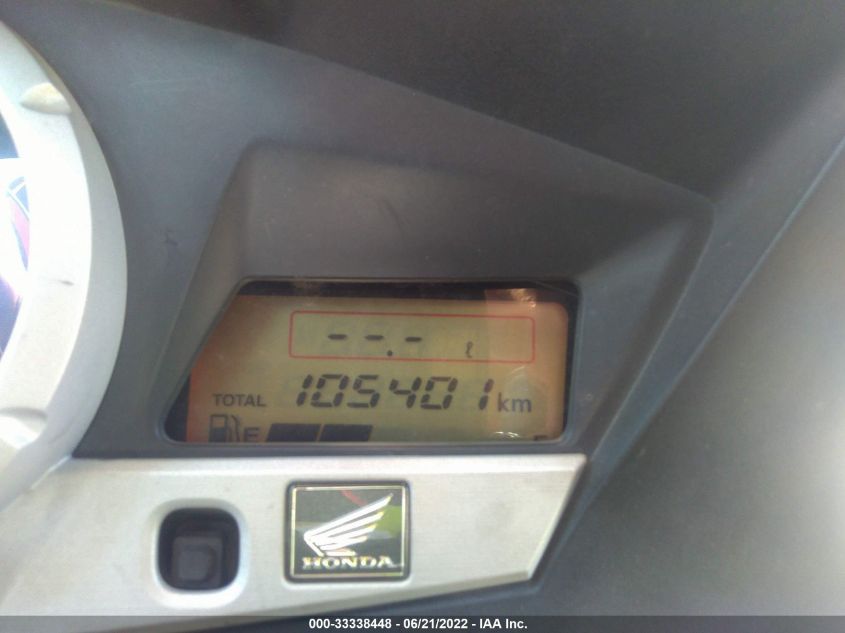 --.- ℓ
TOTAL 105401 km
E
HONDA
000-33338448 - 06/21/2022 - IAA Inc.